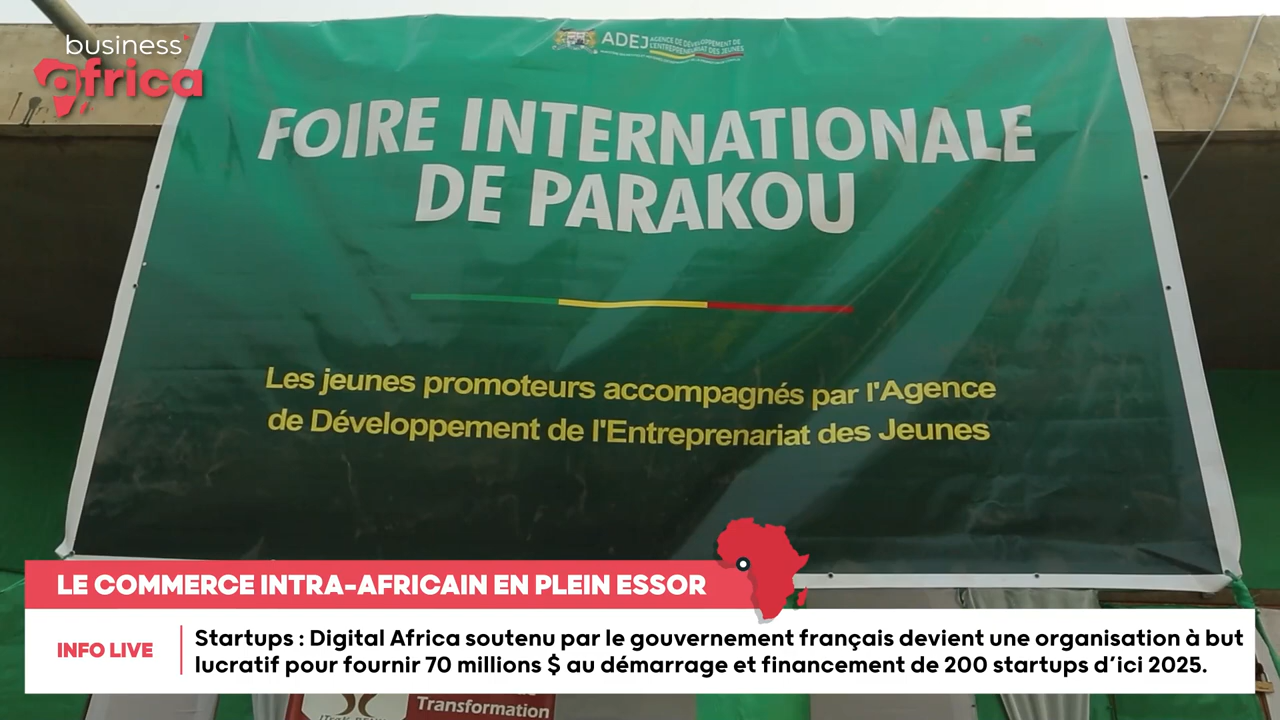 business
africa
ADEJ
AGENCE DE DÉVELOPPEMENT DE
L'ENTREPRENARIAT DES JEUNES
FOIRE INTERNATIONALE
DE PARAKOU
Les jeunes promoteurs accompagnés par l'Agence
de Développement de l'Entreprenariat des Jeunes
LE COMMERCE INTRA-AFRICAIN EN PLEIN ESSOR
INFO LIVE
Startups : Digital Africa soutenu par le gouvernement français devient une organisation à but
lucratif pour fournir 70 millions $ au démarrage et financement de 200 startups d’ici 2025.
Transformation